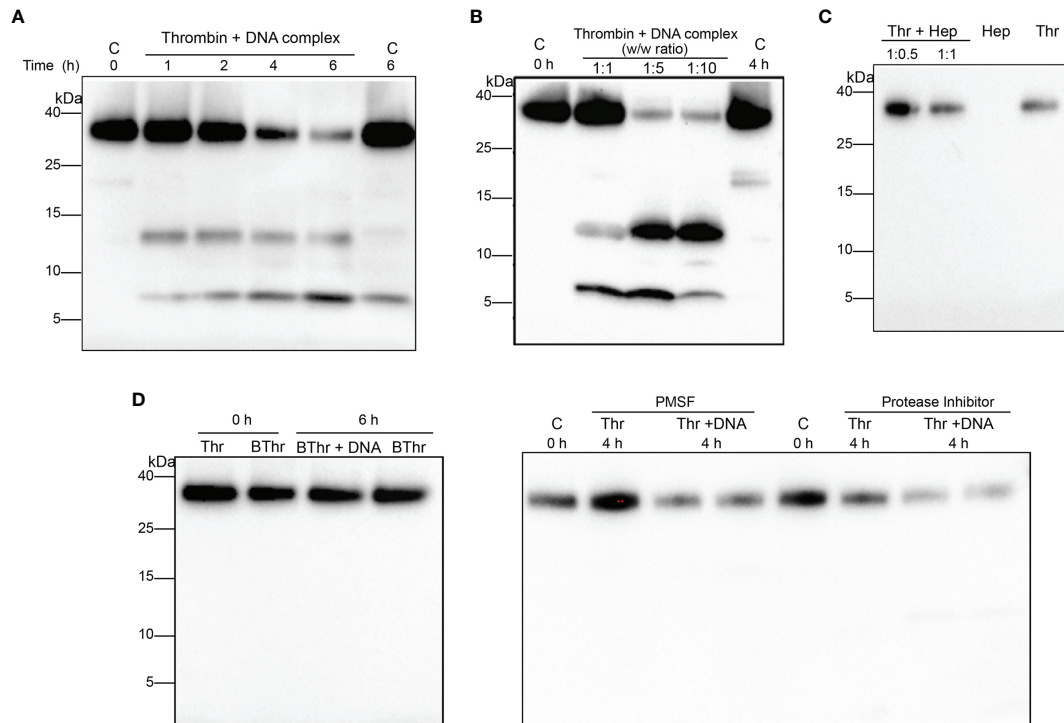 A
Thrombin + DNA complex
C
C
Time (h)
0
1
2
4
6
6
kDa
40
25
15
10
5
B
Thrombin + DNA complex
(w/w ratio)
C
C
0 h
1:1
1:5
1:10
4 h
kDa
40
25
15
10
5
C
Thr + Hep
Hep
Thr
1:0.5
1:1
kDa
40
25
15
10
5
D
0 h
6 h
Thr
BThr
BThr + DNA
BThr
kDa
40
25
15
10
5
PMSF
Protease Inhibitor
C
Thr
Thr +DNA
C
Thr
Thr +DNA
0 h
4 h
4 h
0 h
4 h
4 h